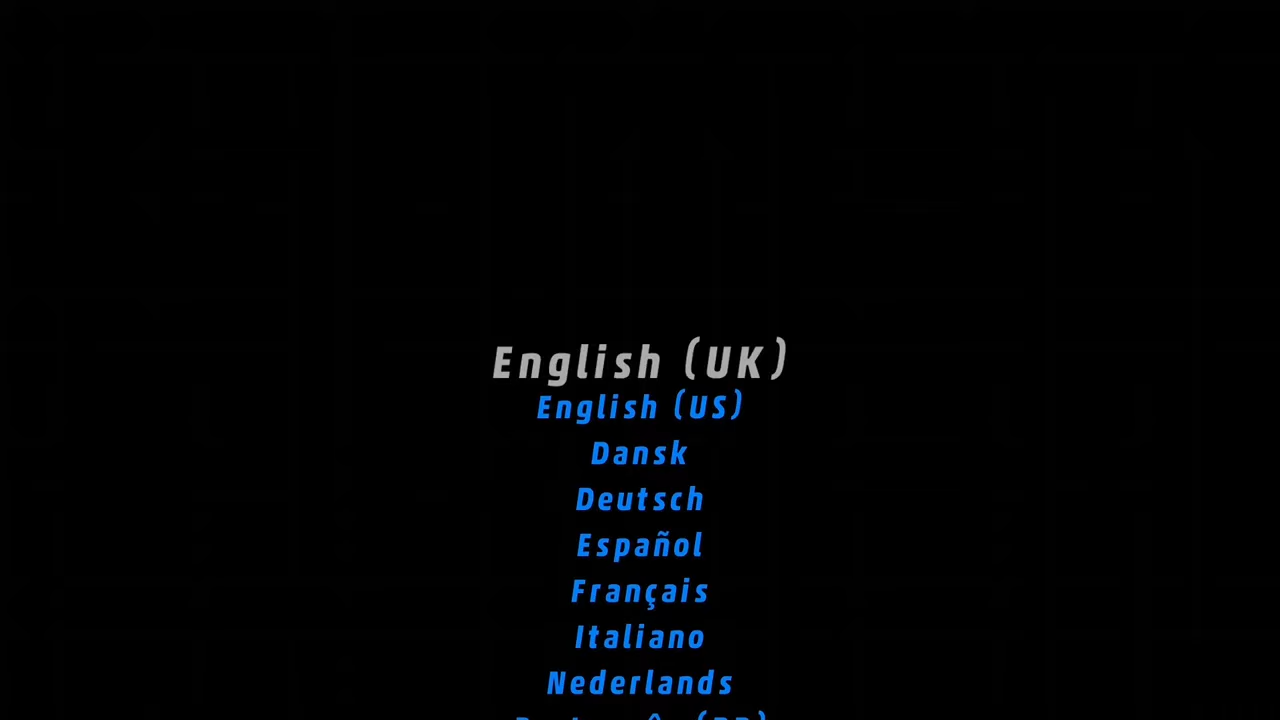 English (UK)
English (US)
Dansk
Deutsch
Español
Français
Italiano
Nederlands